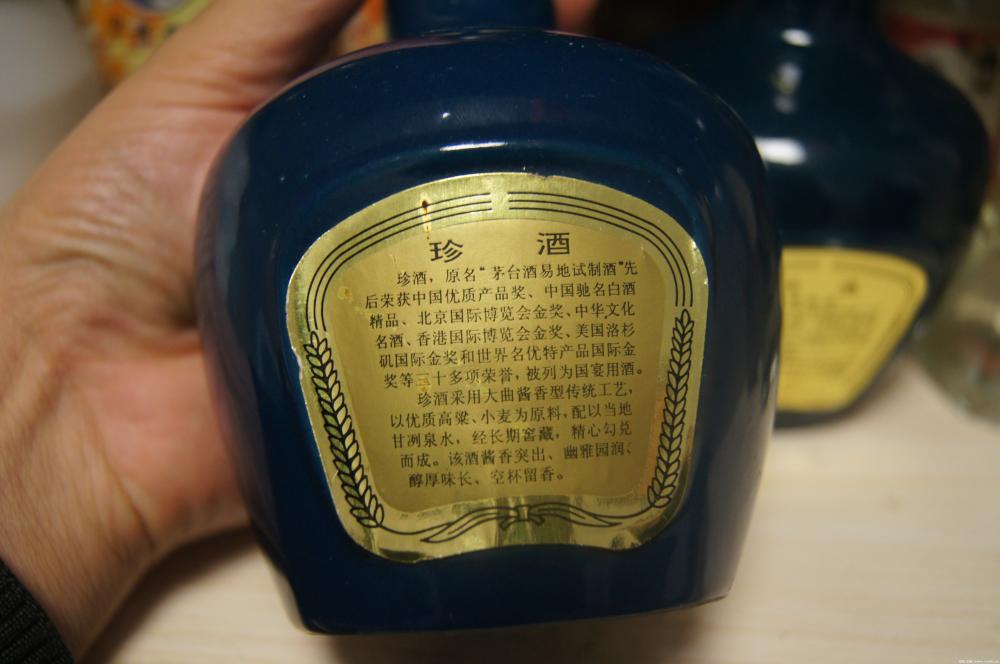 珍 酒
珍酒，原名“茅台酒易地试制酒”先
后荣获中国优质产品奖、中国驰名白酒
精品、北京国际博览会金奖、中华文化
名酒、香港国际博览会金奖、美国洛杉
矶国际金奖和世界名优特产品国际金
奖等二十多项荣誉，被列为国宴用酒。
珍酒采用大曲酱香型传统工艺，
以优质高粱、小麦为原料，配以当地
甘冽泉水，经长期窖藏，精心勾兑
而成。该酒酱香突出、幽雅园润、
醇厚味长、空杯留香。